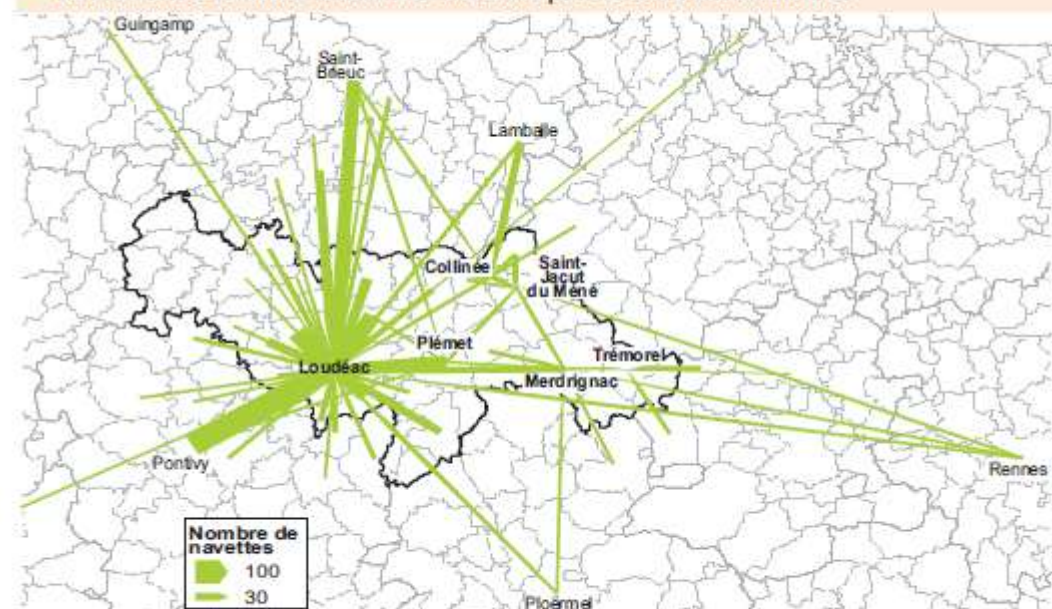 Guingamp
Saint-
Brieuc
Lamballe
Collinée
Saint-
Jacut
du Méné
Plémet
Trémorel
Loudéac
Merdrignac
Pontivy
Rennes
Nombre de
navettes
100
30
Ploërmel